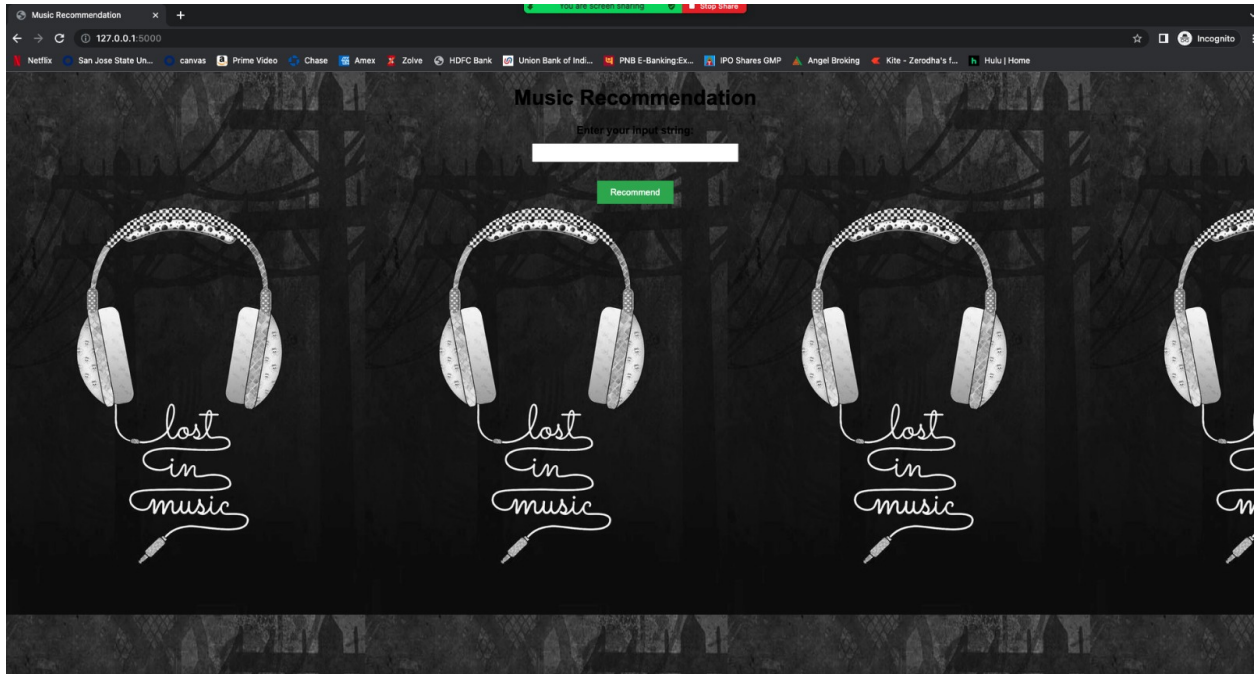 Music Recommendation
You are screen sharing Stop Share
127.0.0.1:5000
Incognito
Netflix San Jose State Un... canvas Prime Video Chase Amex Zolve HDFC Bank Union Bank of Indi... PNB E-Banking:Ex... IPO Shares GMP Angel Broking Kite - Zerodha's f... Hulu | Home
Music Recommendation
Enter your input string:
Recommend
lost lost lost
in in in
music music music m